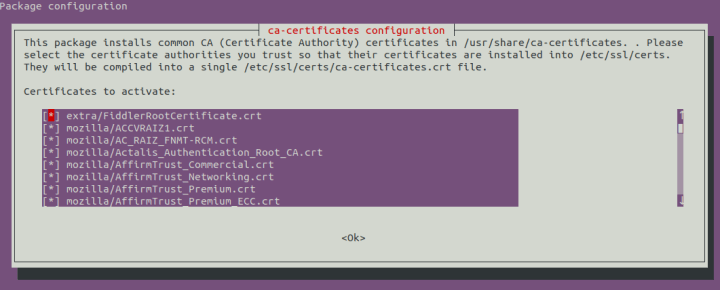 Package configuration
ca-certificates configuration
This package installs common CA (Certificate Authority) certificates in /usr/share/ca-certificates. . Please
select the certificate authorities you trust so that their certificates are installed into /etc/ssl/certs.
They will be compiled into a single /etc/ssl/certs/ca-certificates.crt file.
Certificates to activate:
[*] extra/FiddlerRootCertificate.crt
[*] mozilla/ACCVRAIZ1.crt
[*] mozilla/AC_RAIZ_FNMT-RCM.crt
[*] mozilla/Actalis_Authentication_Root_CA.crt
[*] mozilla/AffirmTrust_Commercial.crt
[*] mozilla/AffirmTrust_Networking.crt
[*] mozilla/AffirmTrust_Premium.crt
[*] mozilla/AffirmTrust_Premium_ECC.crt
<Ok>